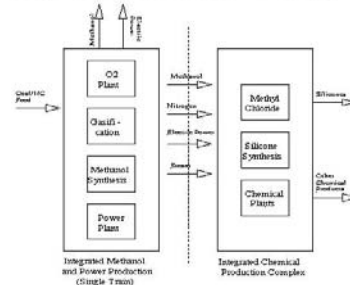 Methanol
Electric
Power
O2
Plant
Gasifi -
cation
Methanol
Synthesis
Power
Plant
Feed
Methanol
Nitrogen
Electric Power
Steam
Methyl
Chloride
Silicone
Synthesis
Chemical
Plants
Silicones
Other
Chemical
Products
Integrated Methanol
and Power Production
(Single Train)
Integrated Chemical
Production Complex